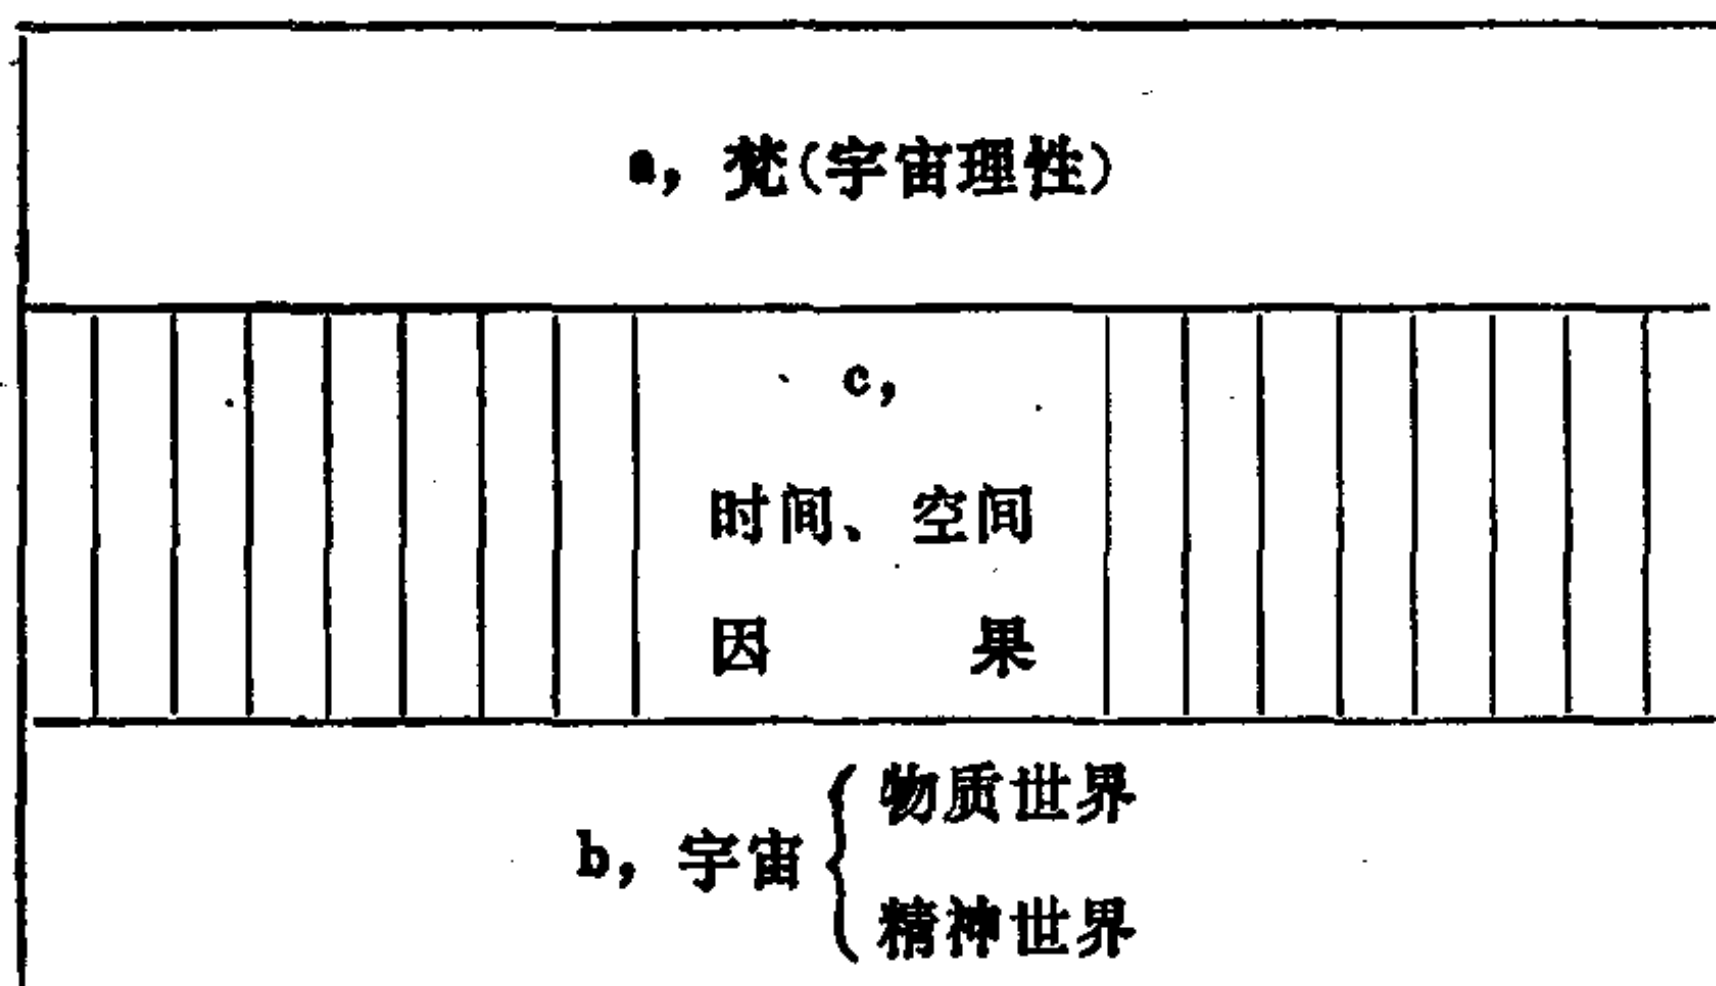 a，梵(宇宙理性)
c，
时间、空间
因 果
物质世界
b，宇宙
精神世界